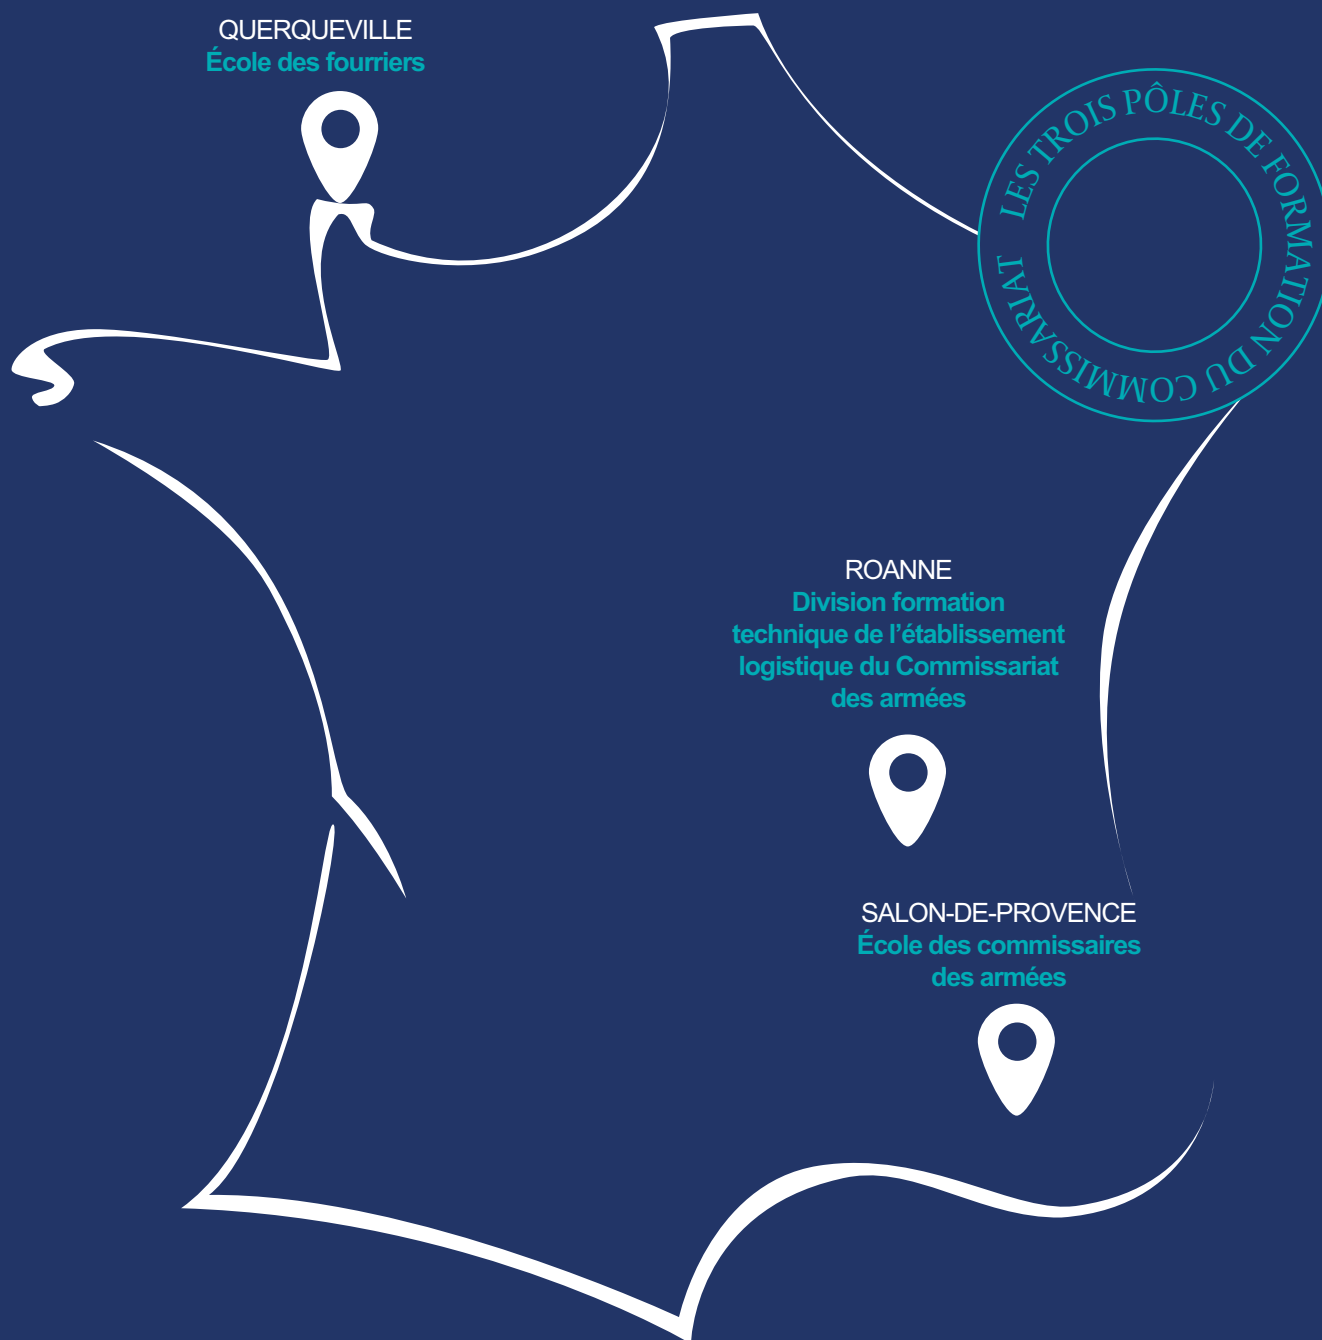 QUERQUEVILLE
École des fourriers
LES TROIS PÔLES DE FORMATION DU COMMISSARIAT
ROANNE
Division formation
technique de l’établissement
logistique du Commissariat
des armées
SALON-DE-PROVENCE
École des commissaires
des armées